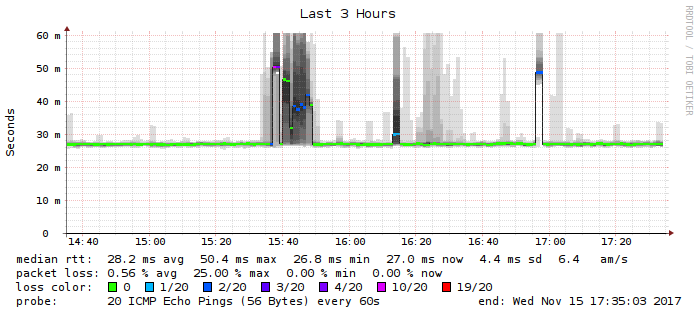 Last 3 Hours
RRDTOOL / TOBI OETIKER
Seconds
60 m
50 m
40 m
30 m
20 m
10 m
0
14:40 15:00 15:20 15:40 16:00 16:20 16:40 17:00 17:20
median rtt: 28.2 ms avg 50.4 ms max 26.8 ms min 27.0 ms now 4.4 ms sd 6.4 am/s
packet loss: 0.56 % avg 25.00 % max 0.00 % min 0.00 % now
loss color: 0 1/20 2/20 3/20 4/20 10/20 19/20
probe: 20 ICMP Echo Pings (56 Bytes) every 60s end: Wed Nov 15 17:35:03 2017